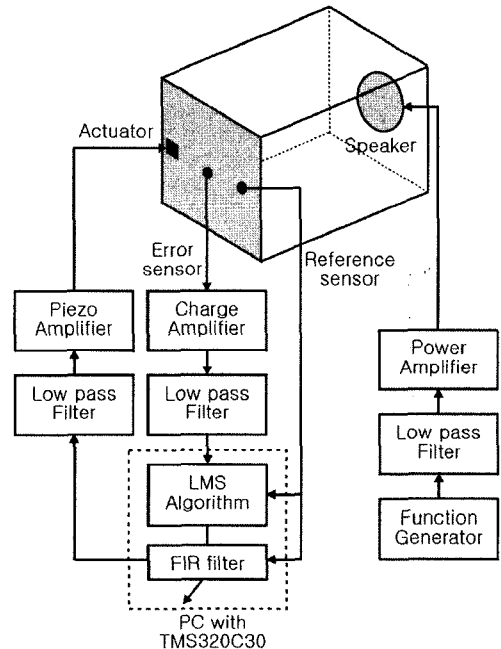 Actuator
Speaker
Error
sensor
Reference
sensor
Piezo
Amplifier
Charge
Amplifier
Power
Amplifier
Low pass
Filter
Low pass
Filter
Low pass
Filter
LMS
Algorithm
Function
Generator
FIR filter
PC with
TMS320C30